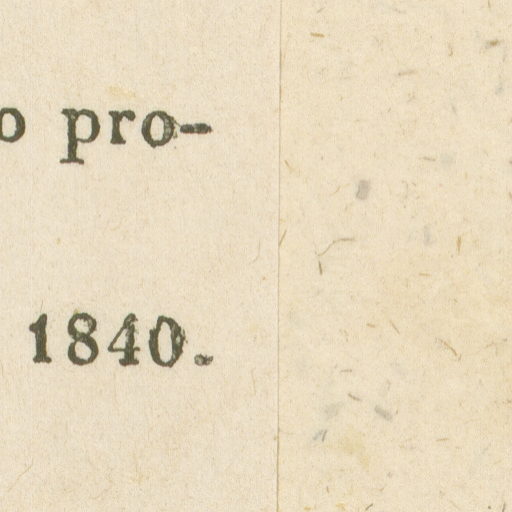 o pro-
1840.